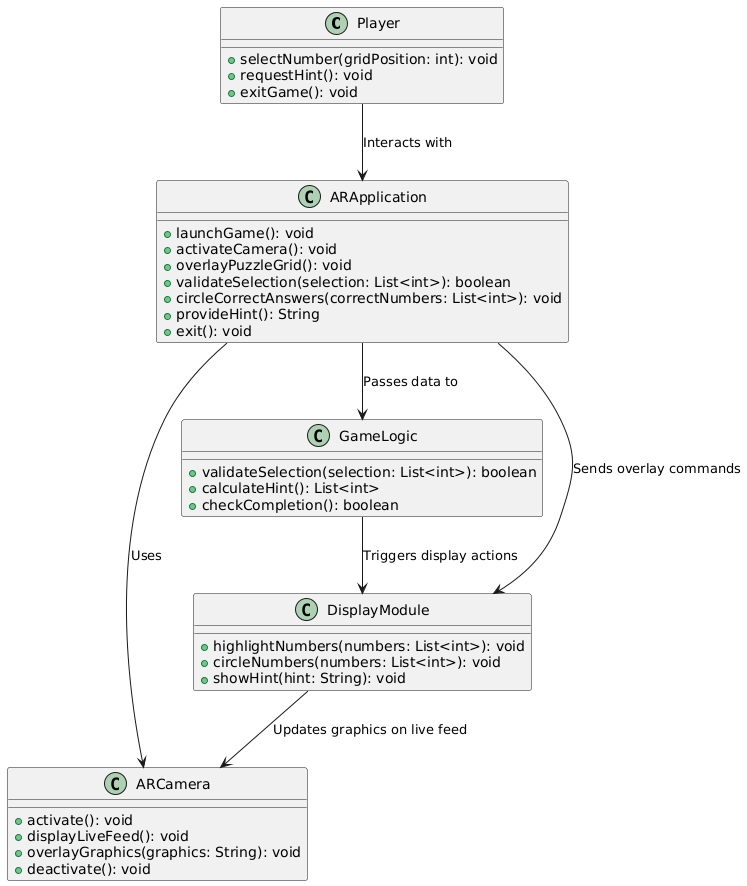 C Player
selectNumber(gridPosition: int): void
requestHint(): void
exitGame(): void
Interacts with
C ARApplication
launchGame(): void
activateCamera(): void
overlayPuzzleGrid(): void
validateSelection(selection: List<int>): boolean
circleCorrectAnswers(correctNumbers: List<int>): void
provideHint(): String
exit(): void
Passes data to
C GameLogic
validateSelection(selection: List<int>): boolean
calculateHint(): List<int>
checkCompletion(): boolean
Sends overlay commands
Uses
Triggers display actions
C DisplayModule
highlightNumbers(numbers: List<int>): void
circleNumbers(numbers: List<int>): void
showHint(hint: String): void
Updates graphics on live feed
C ARCamera
activate(): void
displayLiveFeed(): void
overlayGraphics(graphics: String): void
deactivate(): void